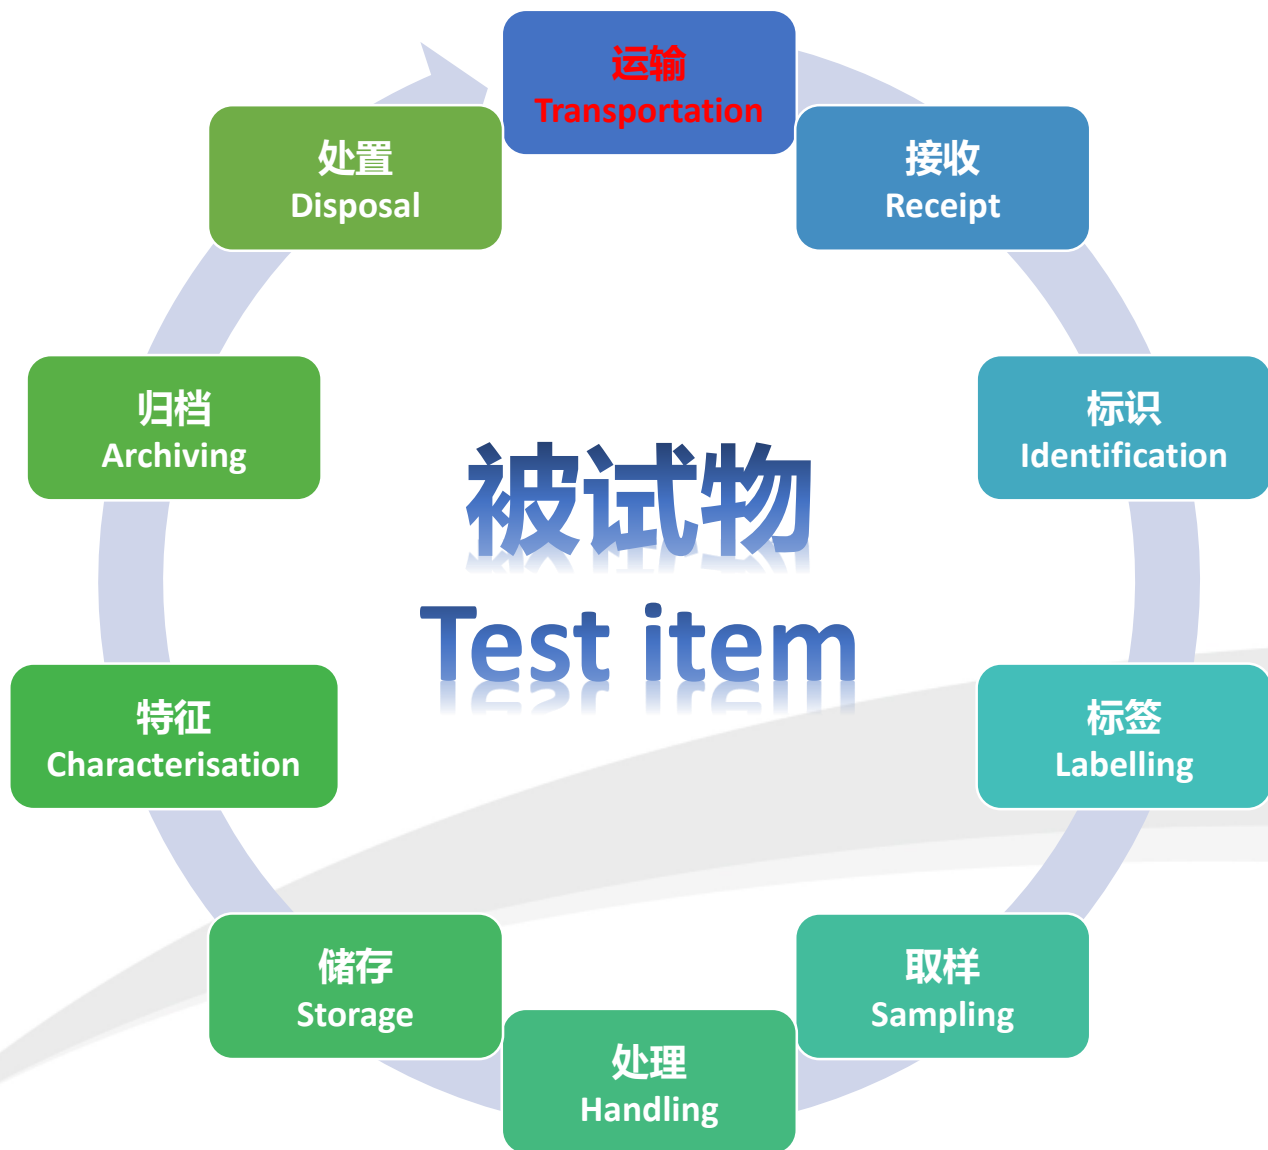 运输
Transportation
接收
Receipt
标识
Identification
标签
Labelling
取样
Sampling
处理
Handling
储存
Storage
特征
Characterisation
归档
Archiving
处置
Disposal
被试物
Test item